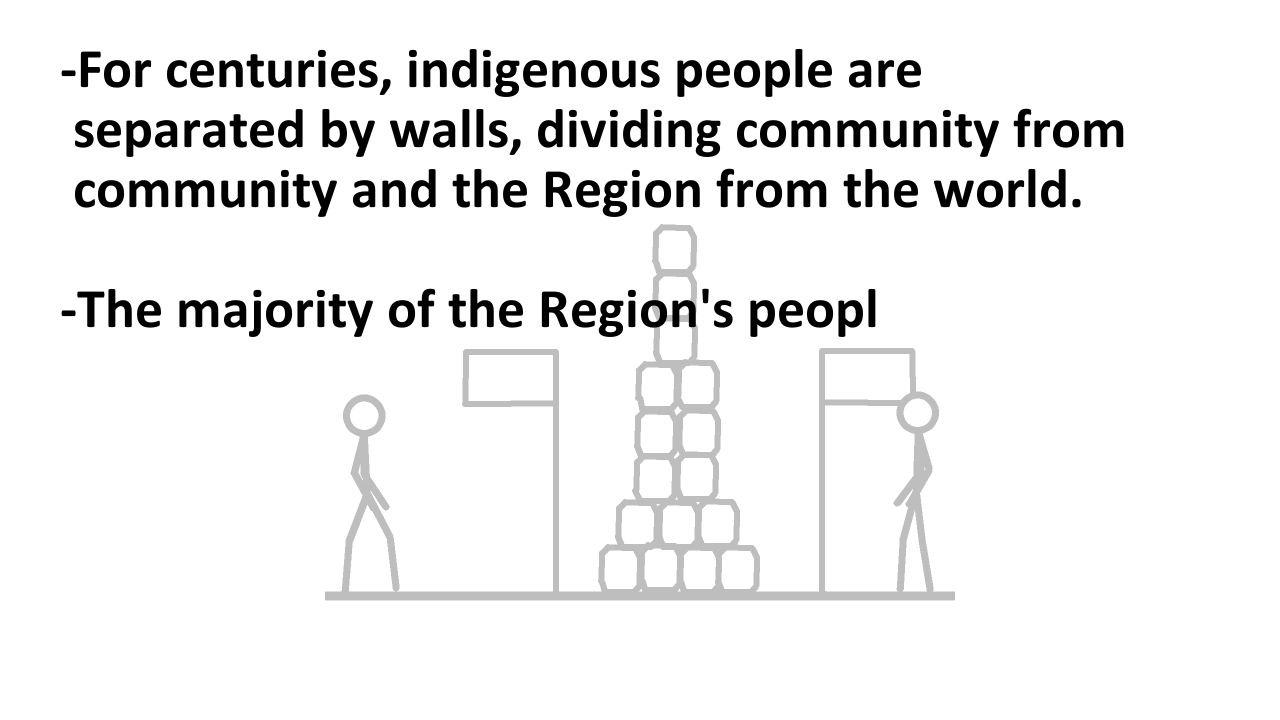 -For centuries, indigenous people are
separated by walls, dividing community from
community and the Region from the world.
-The majority of the Region's peopl